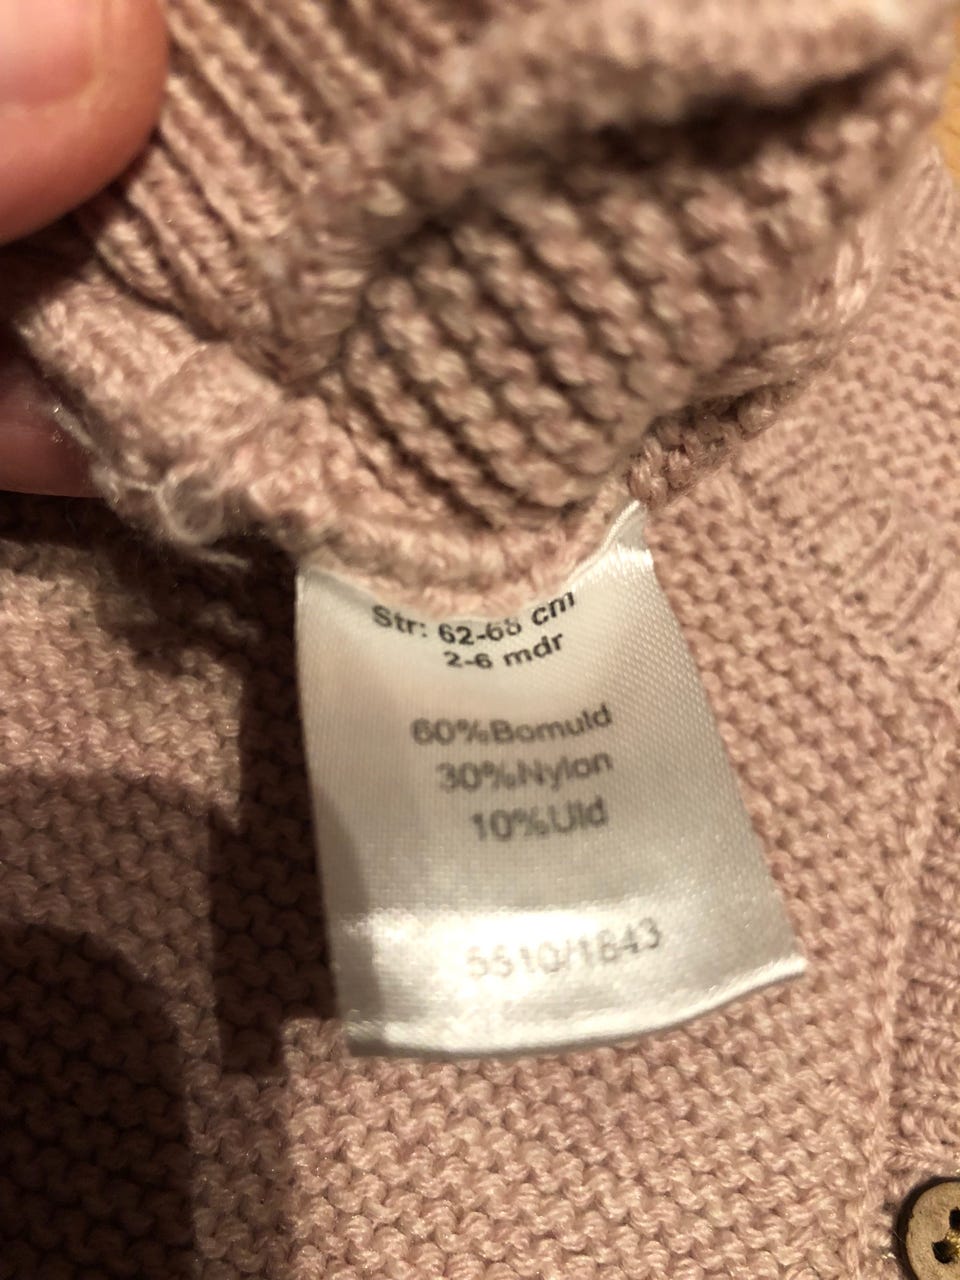 Str: 62-68 cm
2-6 mdr
60%Bomuld
30%Nylon
10%Uld
5510/1843